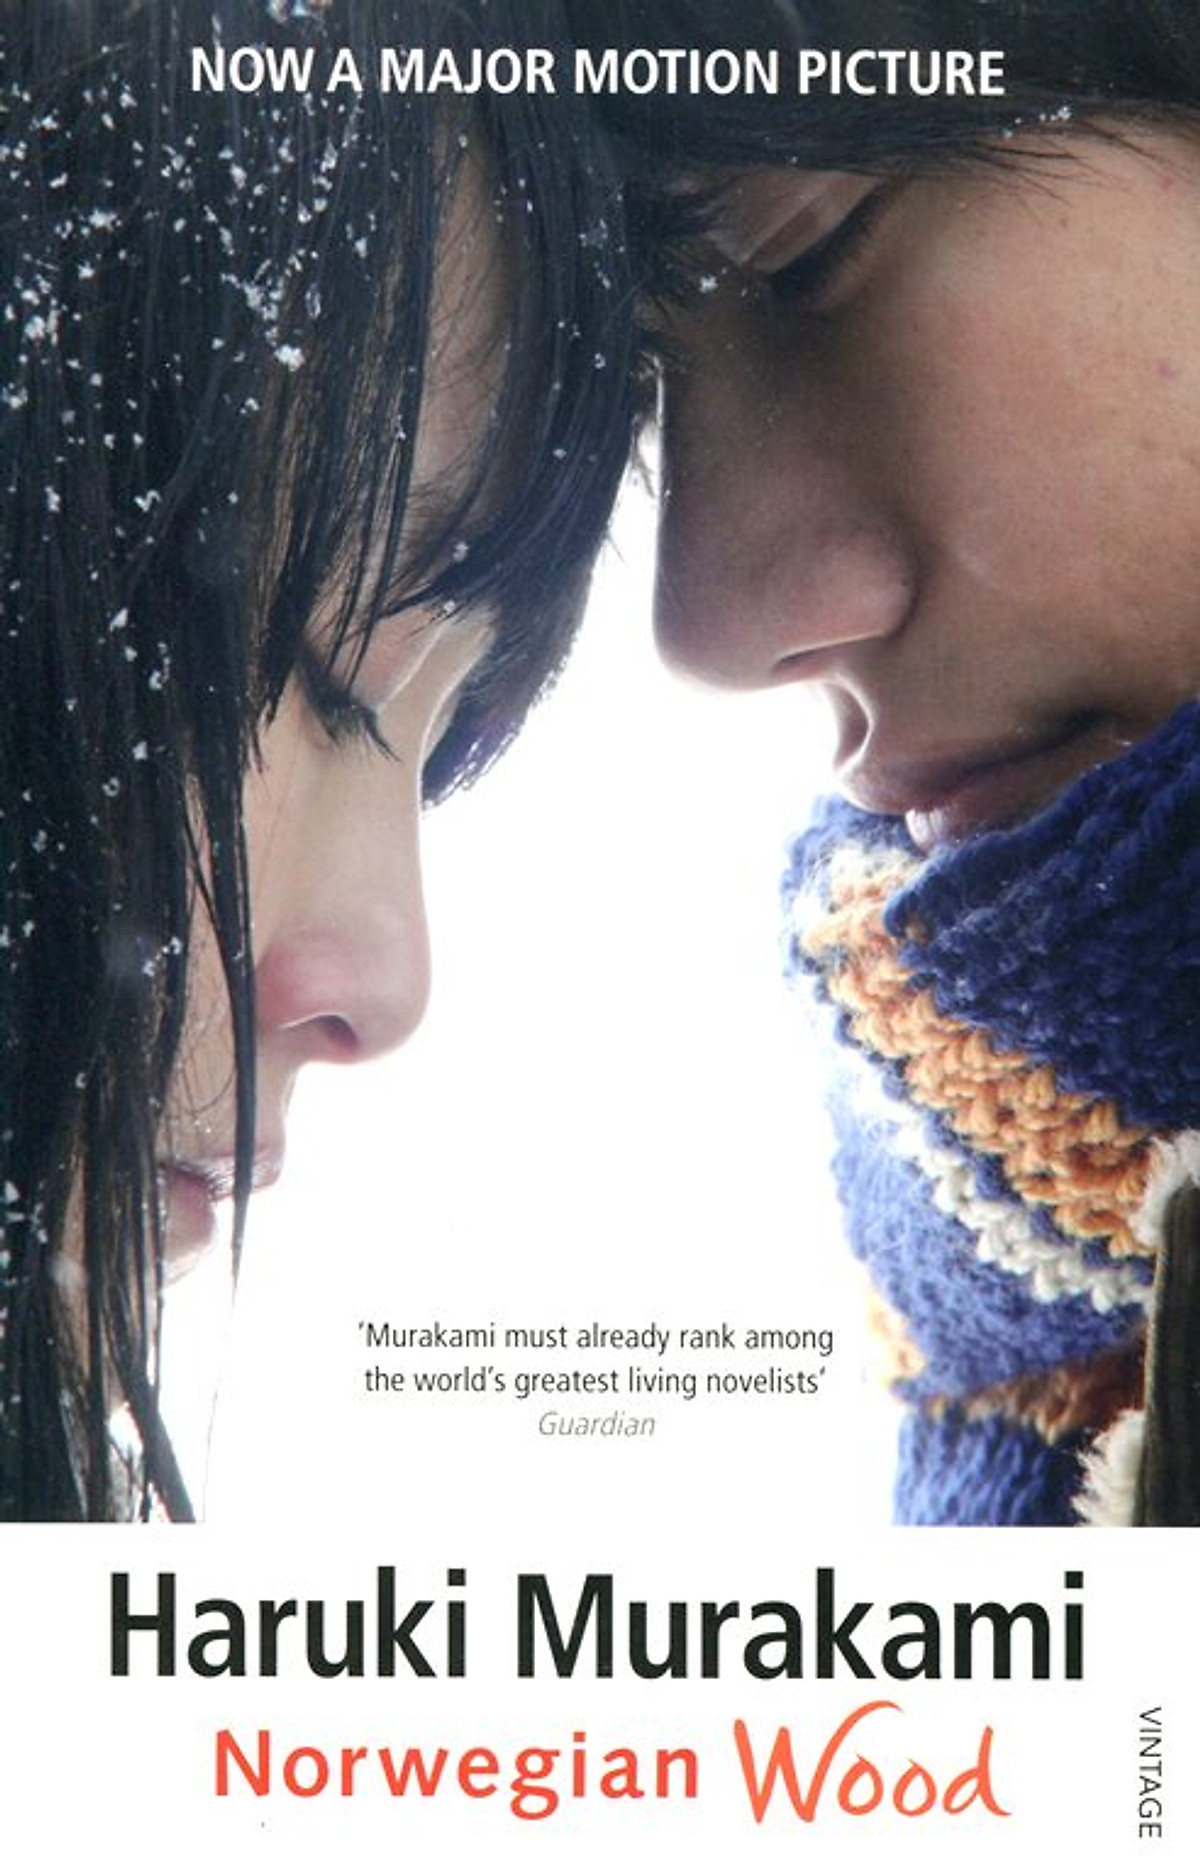 NOW A MAJOR MOTION PICTURE
'Murakami must already rank among
the world's greatest living novelists'
Guardian
Haruki Murakami
Norwegian Wood
VINTAGE